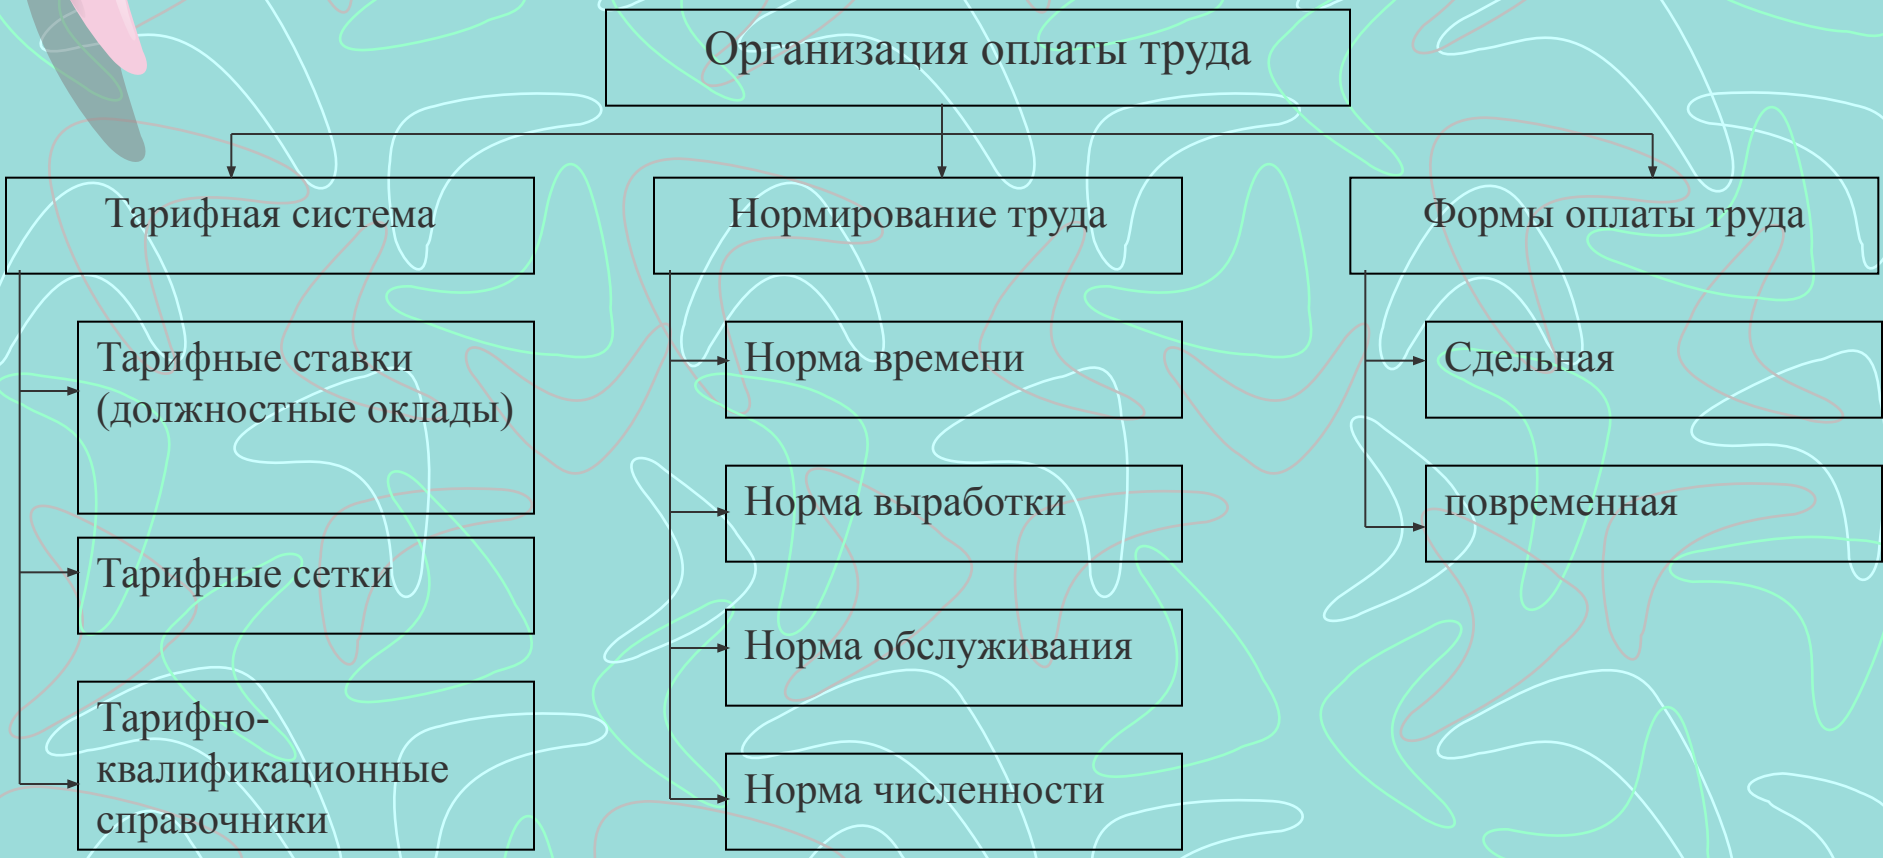 Организация оплаты труда
Тарифная система
Нормирование труда
Формы оплаты труда
Тарифные ставки
(должностные оклады)
Тарифные сетки
Тарифно-
квалификационные
справочники
Норма времени
Норма выработки
Норма обслуживания
Норма численности
Сдельная
повременная